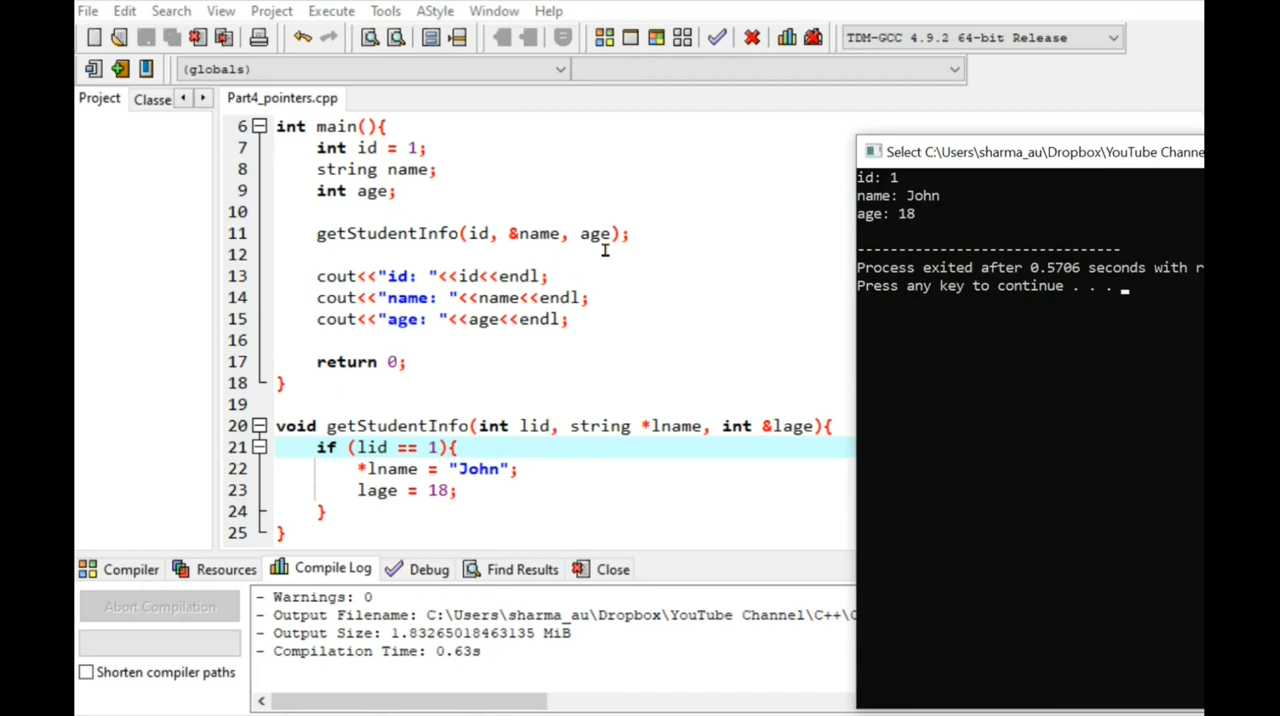 File Edit Search View Project Execute Tools AStyle Window Help
TDM-GCC 4.9.2 64-bit Release
(globals)
Project Classe Part4_pointers.cpp
6 int main(){
7 int id = 1;
8 string name;
9 int age;
10
11 getStudentInfo(id, &name, age);
12
13 cout<<"id: "<<id<<endl;
14 cout<<"name: "<<name<<endl;
15 cout<<"age: "<<age<<endl;
16
17 return 0;
18 }
19
20 void getStudentInfo(int lid, string *lname, int &lage){
21 if (lid == 1){
22 *lname = "John";
23 lage = 18;
24 }
25 }
Select C:\Users\sharma_au\Dropbox\YouTube Channe
id: 1
name: John
age: 18
--------------------------------
Process exited after 0.5706 seconds with r
Press any key to continue . . .
Compiler Resources Compile Log Debug Find Results Close
Abort Compilation
Shorten compiler paths
- Warnings: 0
- Output Filename: C:\Users\sharma_au\Dropbox\YouTube Channel\C++\C
- Output Size: 1.83265018463135 MiB
- Compilation Time: 0.63s